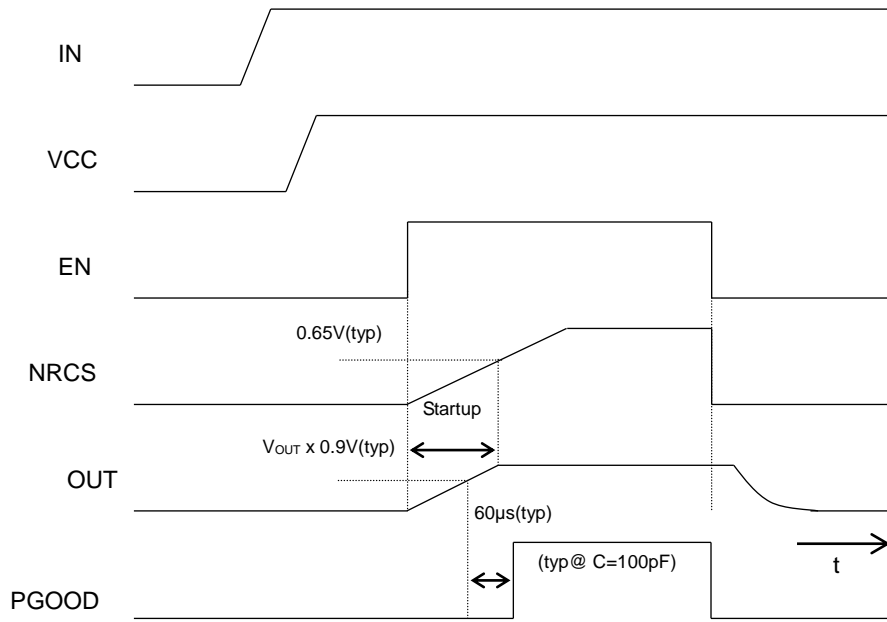 IN
VCC
EN
0.65V(typ)
NRCS
Startup
VOUT x 0.9V(typ)
OUT
60µs(typ)
(typ@ C=100pF)
t
PGOOD